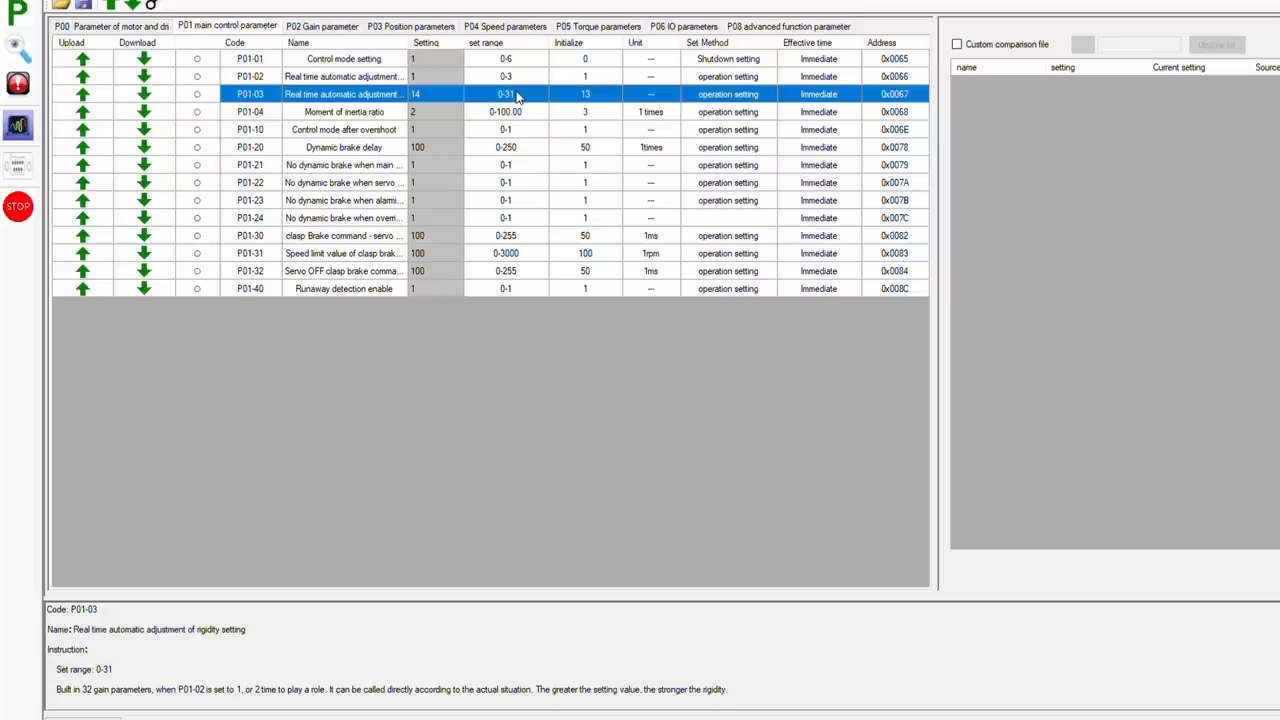 P
P00 Parameter of motor and dri P01 main control parameter P02 Gain parameter P03 Position parameters P04 Speed parameters P05 Torque parameters P06 IO parameters P08 advanced function parameter
Upload Download Code Name Setting set range Initialize Unit Set Method Effective time Address
P01-01 Control mode setting 1 0-6 0 --- Shutdown setting Immediate 0x0065
P01-02 Real time automatic adjustment... 1 0-3 1 --- operation setting Immediate 0x0066
P01-03 Real time automatic adjustment... 14 0-31 13 --- operation setting Immediate 0x0067
P01-04 Moment of inertia ratio 2 0-100.00 3 1 times operation setting Immediate 0x0068
P01-10 Control mode after overshoot 1 0-1 1 --- operation setting Immediate 0x006E
P01-20 Dynamic brake delay 100 0-250 50 1times operation setting Immediate 0x0078
P01-21 No dynamic brake when main ... 1 0-1 1 --- operation setting Immediate 0x0079
P01-22 No dynamic brake when servo ... 1 0-1 1 --- operation setting Immediate 0x007A
P01-23 No dynamic brake when alarmi... 1 0-1 1 --- operation setting Immediate 0x007B
P01-24 No dynamic brake when overri... 1 0-1 1 --- Immediate 0x007C
P01-30 clasp Brake command - servo ... 100 0-255 50 1ms operation setting Immediate 0x0082
P01-31 Speed limit value of clasp brak... 100 0-3000 100 1rpm operation setting Immediate 0x0083
P01-32 Servo OFF clasp brake comma... 100 0-255 50 1ms operation setting Immediate 0x0084
P01-40 Runaway detection enable 1 0-1 1 --- operation setting Immediate 0x008C
STOP
Custom comparison file
name setting Current setting Source
Code: P01-03
Name: Real time automatic adjustment of rigidity setting
Instruction:
Set range: 0-31
Built in 32 gain parameters, when P01-02 is set to 1, or 2 time to play a role. It can be called directly according to the actual situation. The greater the setting value, the stronger the rigidity.